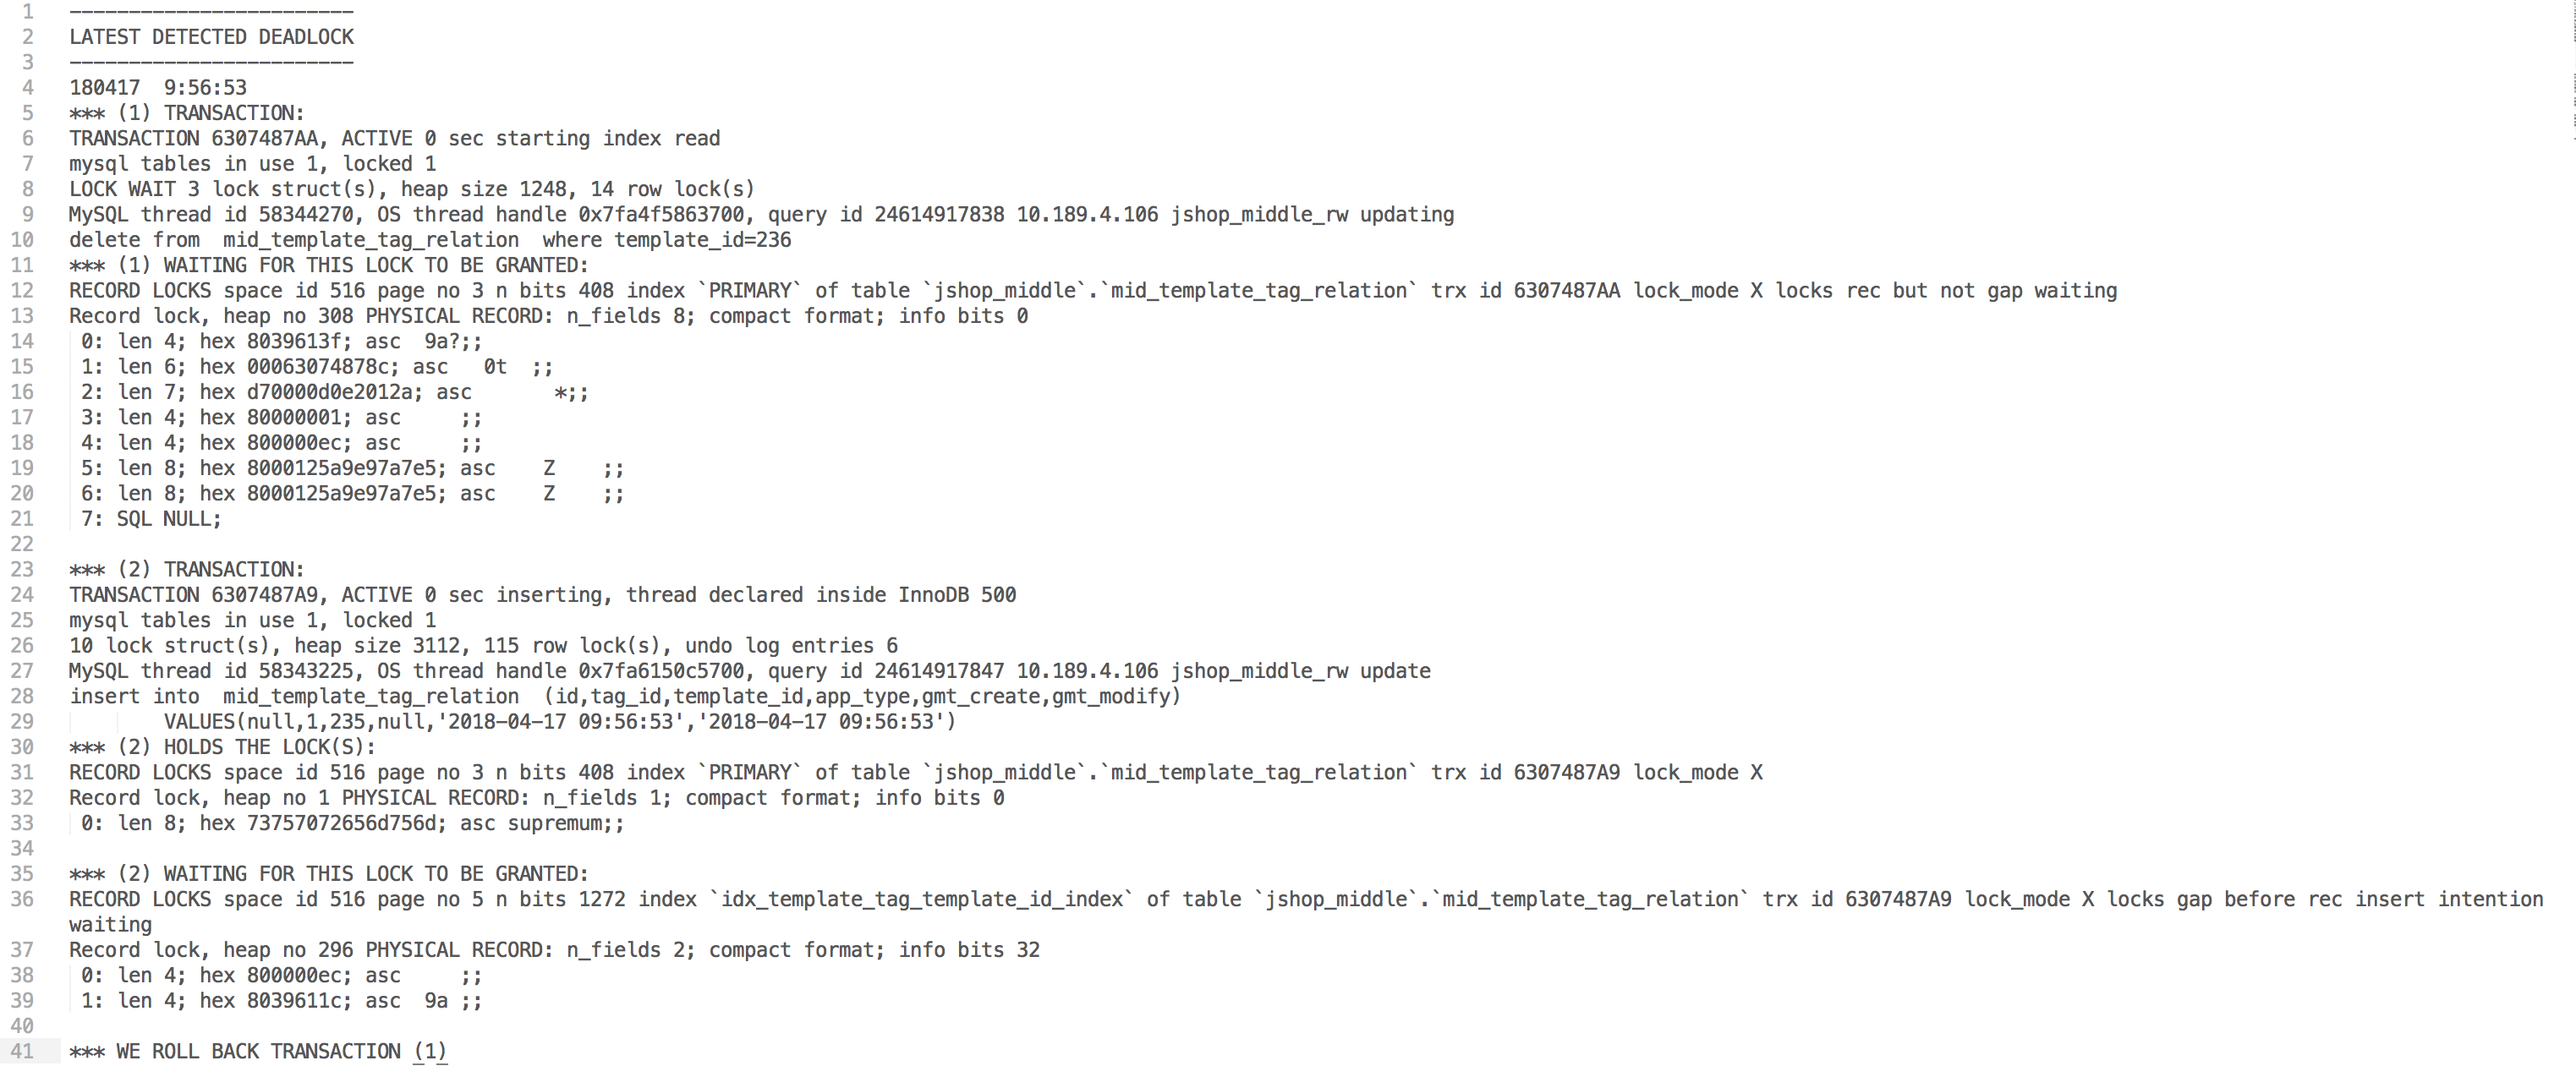 1 ------------------------
2 LATEST DETECTED DEADLOCK
3 ------------------------
4 180417  9:56:53
5 *** (1) TRANSACTION:
6 TRANSACTION 6307487AA, ACTIVE 0 sec starting index read
7 mysql tables in use 1, locked 1
8 LOCK WAIT 3 lock struct(s), heap size 1248, 14 row lock(s)
9 MySQL thread id 58344270, OS thread handle 0x7fa4f5863700, query id 24614917838 10.189.4.106 jshop_middle_rw updating
10 delete from  mid_template_tag_relation  where template_id=236
11 *** (1) WAITING FOR THIS LOCK TO BE GRANTED:
12 RECORD LOCKS space id 516 page no 3 n bits 408 index `PRIMARY` of table `jshop_middle`.`mid_template_tag_relation` trx id 6307487AA lock_mode X locks rec but not gap waiting
13 Record lock, heap no 308 PHYSICAL RECORD: n_fields 8; compact format; info bits 0
14  0: len 4; hex 8039613f; asc  9a?;;
15  1: len 6; hex 00063074878c; asc   0t  ;;
16  2: len 7; hex d70000d0e2012a; asc       *;;
17  3: len 4; hex 80000001; asc     ;;
18  4: len 4; hex 800000ec; asc     ;;
19  5: len 8; hex 8000125a9e97a7e5; asc    Z    ;;
20  6: len 8; hex 8000125a9e97a7e5; asc    Z    ;;
21  7: SQL NULL;
22
23 *** (2) TRANSACTION:
24 TRANSACTION 6307487A9, ACTIVE 0 sec inserting, thread declared inside InnoDB 500
25 mysql tables in use 1, locked 1
26 10 lock struct(s), heap size 3112, 115 row lock(s), undo log entries 6
27 MySQL thread id 58343225, OS thread handle 0x7fa6150c5700, query id 24614917847 10.189.4.106 jshop_middle_rw update
28 insert into  mid_template_tag_relation  (id,tag_id,template_id,app_type,gmt_create,gmt_modify)
29         VALUES(null,1,235,null,'2018-04-17 09:56:53','2018-04-17 09:56:53')
30 *** (2) HOLDS THE LOCK(S):
31 RECORD LOCKS space id 516 page no 3 n bits 408 index `PRIMARY` of table `jshop_middle`.`mid_template_tag_relation` trx id 6307487A9 lock_mode X
32 Record lock, heap no 1 PHYSICAL RECORD: n_fields 1; compact format; info bits 0
33  0: len 8; hex 73757072656d756d; asc supremum;;
34
35 *** (2) WAITING FOR THIS LOCK TO BE GRANTED:
36 RECORD LOCKS space id 516 page no 5 n bits 1272 index `idx_template_tag_template_id_index` of table `jshop_middle`.`mid_template_tag_relation` trx id 6307487A9 lock_mode X locks gap before rec insert intention
waiting
37 Record lock, heap no 296 PHYSICAL RECORD: n_fields 2; compact format; info bits 32
38  0: len 4; hex 800000ec; asc     ;;
39  1: len 4; hex 8039611c; asc  9a ;;
40
41 *** WE ROLL BACK TRANSACTION (1)